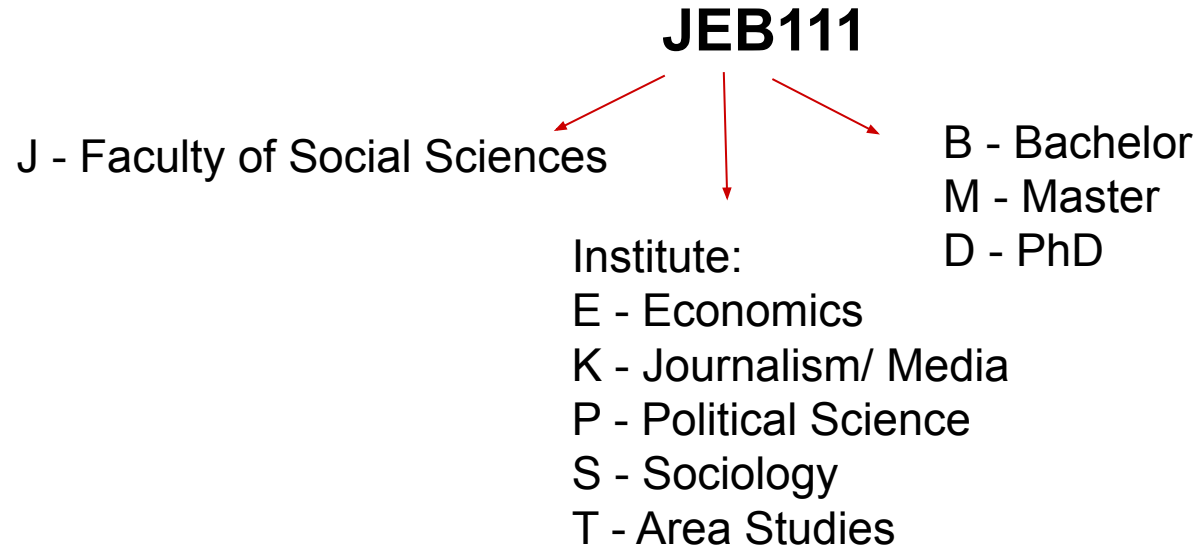 JEB111
J - Faculty of Social Sciences
B - Bachelor
M - Master
D - PhD
Institute:
E - Economics
K - Journalism/ Media
P - Political Science
S - Sociology
T - Area Studies